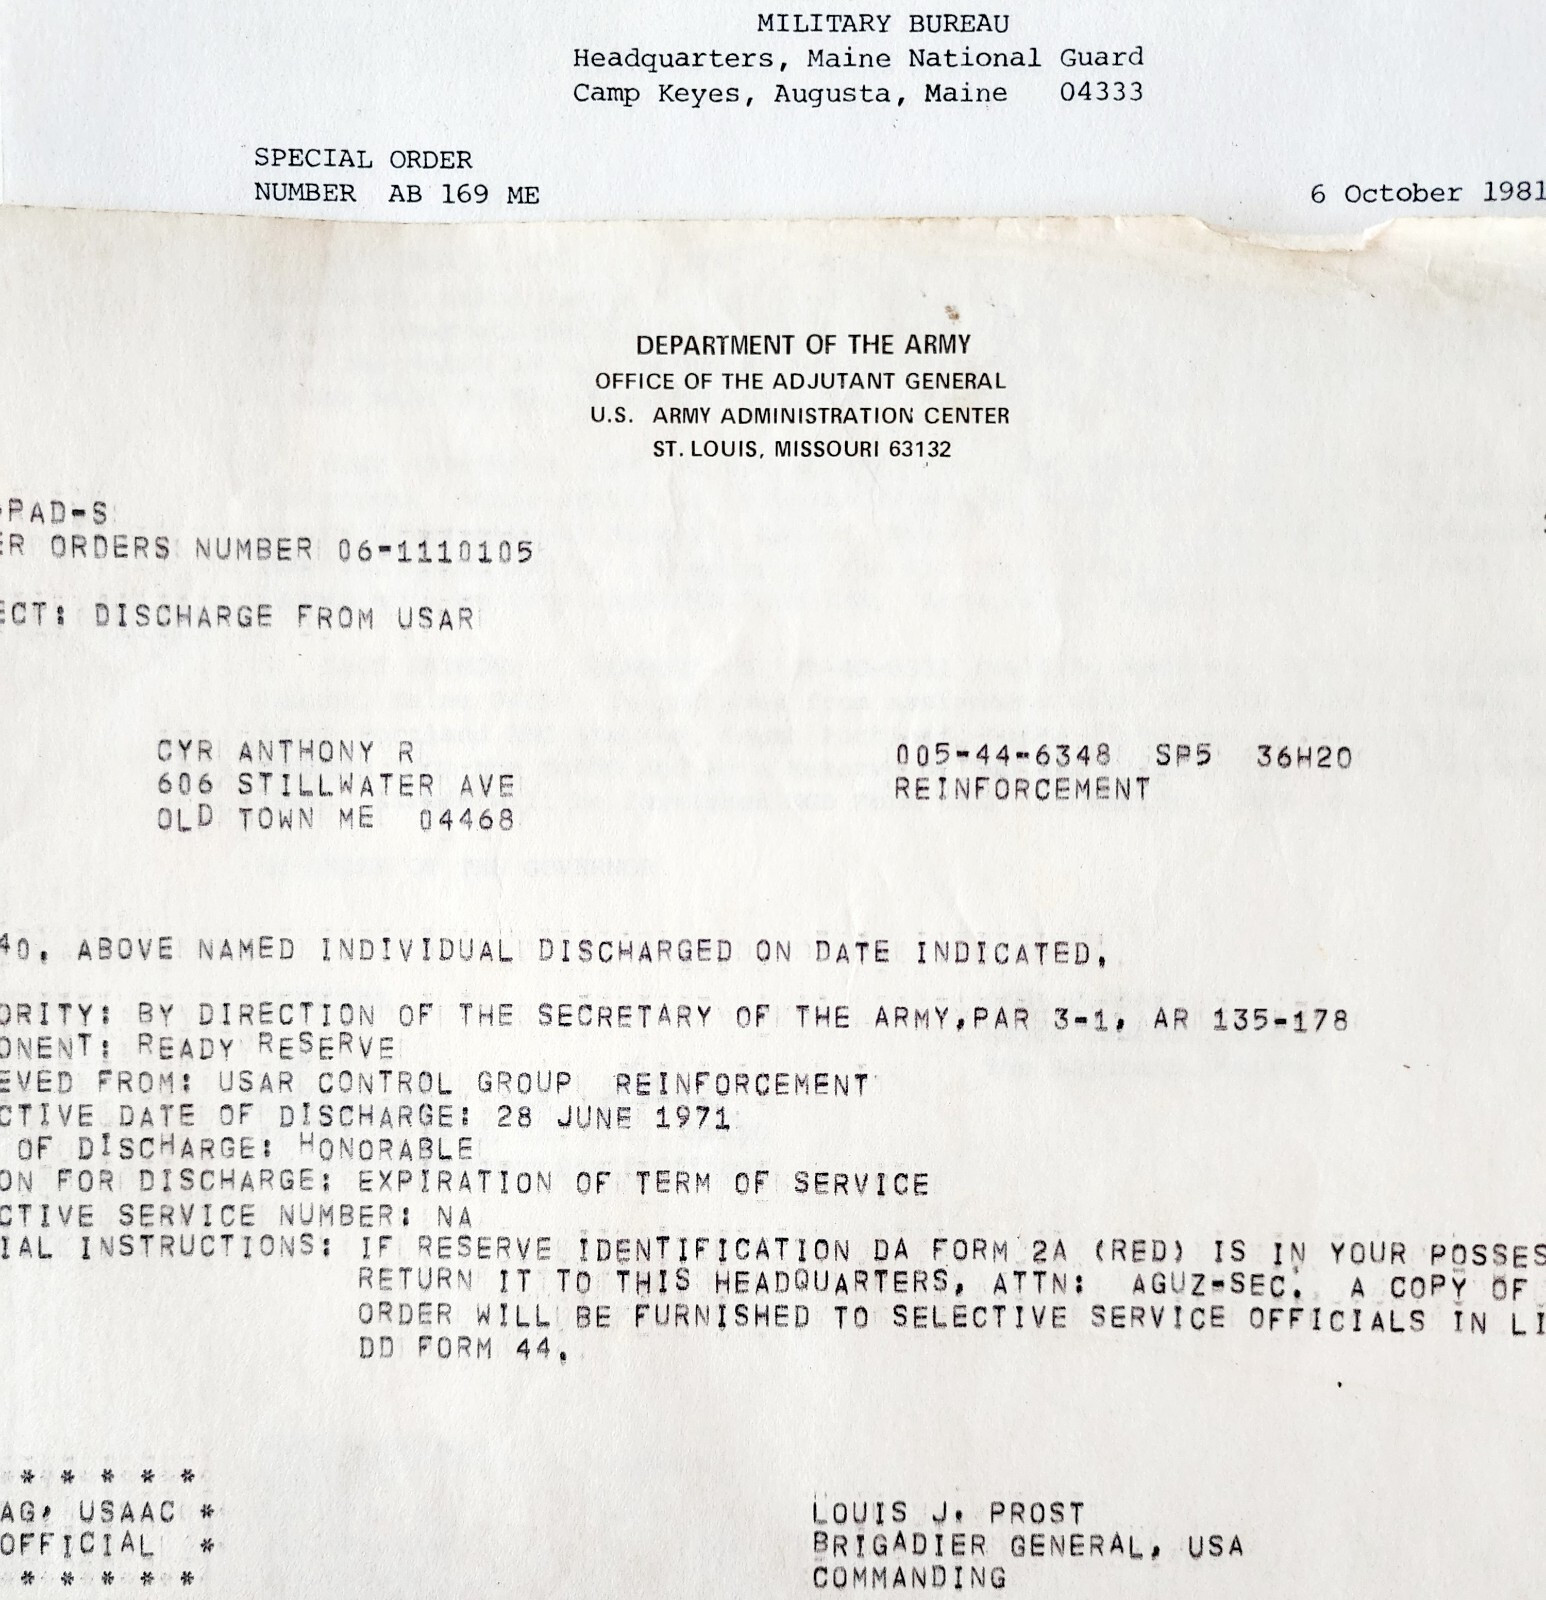 MILITARY BUREAU
Headquarters, Maine National Guard
Camp Keyes, Augusta, Maine 04333
SPECIAL ORDER
NUMBER AB 169 ME
6 October 1981
DEPARTMENT OF THE ARMY
OFFICE OF THE ADJUTANT GENERAL
U.S. ARMY ADMINISTRATION CENTER
ST. LOUIS, MISSOURI 63132
-PAD-S
ER ORDERS NUMBER 06-1110105
ECT: DISCHARGE FROM USAR
CYR ANTHONY R 005-44-6348 SP5 36H20
606 STILLWATER AVE REINFORCEMENT
OLD TOWN ME 04468
40. ABOVE NAMED INDIVIDUAL DISCHARGED ON DATE INDICATED.
ORITY: BY DIRECTION OF THE SECRETARY OF THE ARMY,PAR 3-1, AR 135-178
ONENT: READY RESERVE
EVED FROM: USAR CONTROL GROUP REINFORCEMENT
CTIVE DATE OF DISCHARGE: 28 JUNE 1971
OF DISCHARGE: HONORABLE
ON FOR DISCHARGE: EXPIRATION OF TERM OF SERVICE
CTIVE SERVICE NUMBER: NA
IAL INSTRUCTIONS: IF RESERVE IDENTIFICATION DA FORM 2A (RED) IS IN YOUR POSSES
RETURN IT TO THIS HEADQUARTERS, ATTN: AGUZ-SEC. A COPY OF
ORDER WILL BE FURNISHED TO SELECTIVE SERVICE OFFICIALS IN LI
DD FORM 44.
* * * * *
AG, USAAC * LOUIS J. PROST
OFFICIAL * BRIGADIER GENERAL, USA
* * * * * COMMANDING